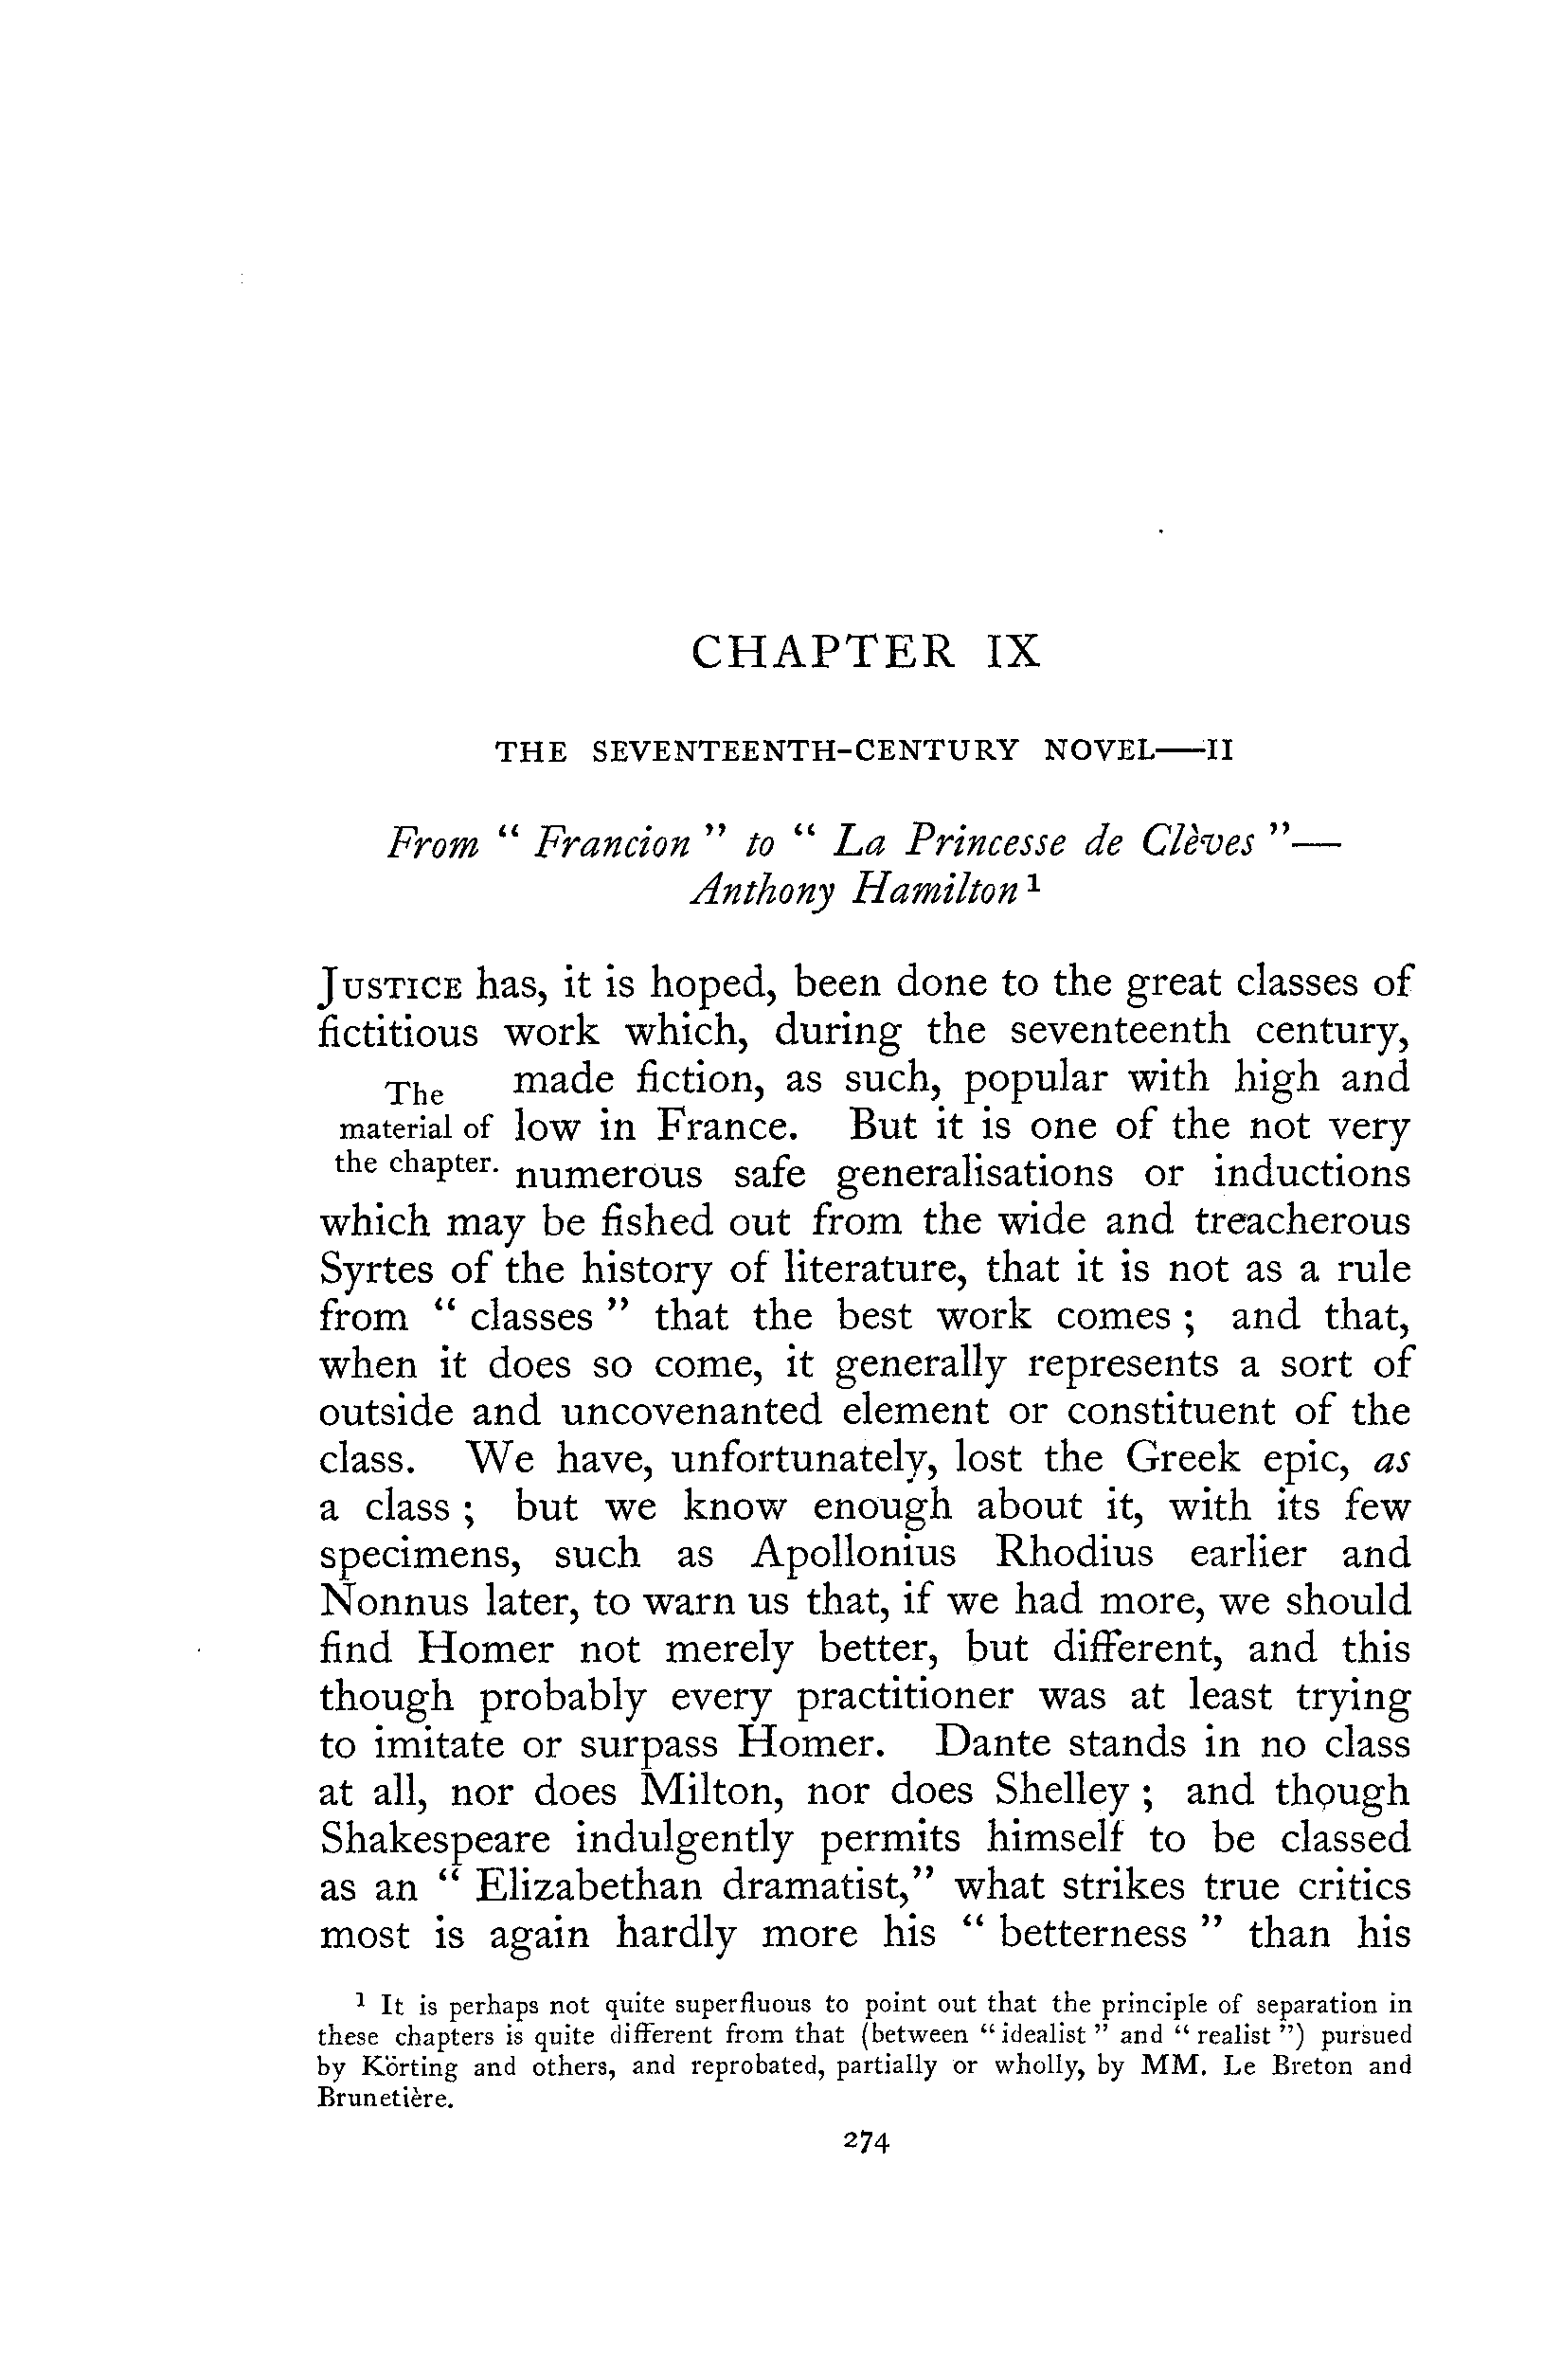 CHAPTER IX
THE SEVENTEENTH-CENTURY NOVEL—II
From “ Francion ” to “ La Princesse de Clèves ”—
Anthony Hamilton ¹
JUSTICE has, it is hoped, been done to the great classes of
fictitious work which, during the seventeenth century,
The
material of
the chapter.
made fiction, as such, popular with high and
low in France. But it is one of the not very
numerous safe generalisations or inductions
which may be fished out from the wide and treacherous
Syrtes of the history of literature, that it is not as a rule
from “ classes ” that the best work comes ; and that,
when it does so come, it generally represents a sort of
outside and uncovenanted element or constituent of the
class. We have, unfortunately, lost the Greek epic, as
a class ; but we know enough about it, with its few
specimens, such as Apollonius Rhodius earlier and
Nonnus later, to warn us that, if we had more, we should
find Homer not merely better, but different, and this
though probably every practitioner was at least trying
to imitate or surpass Homer. Dante stands in no class
at all, nor does Milton, nor does Shelley ; and though
Shakespeare indulgently permits himself to be classed
as an “ Elizabethan dramatist,” what strikes true critics
most is again hardly more his “ betterness ” than his
¹ It is perhaps not quite superfluous to point out that the principle of separation in
these chapters is quite different from that (between “ idealist ” and “ realist ”) pursued
by Körting and others, and reprobated, partially or wholly, by MM. Le Breton and
Brunetière.
274